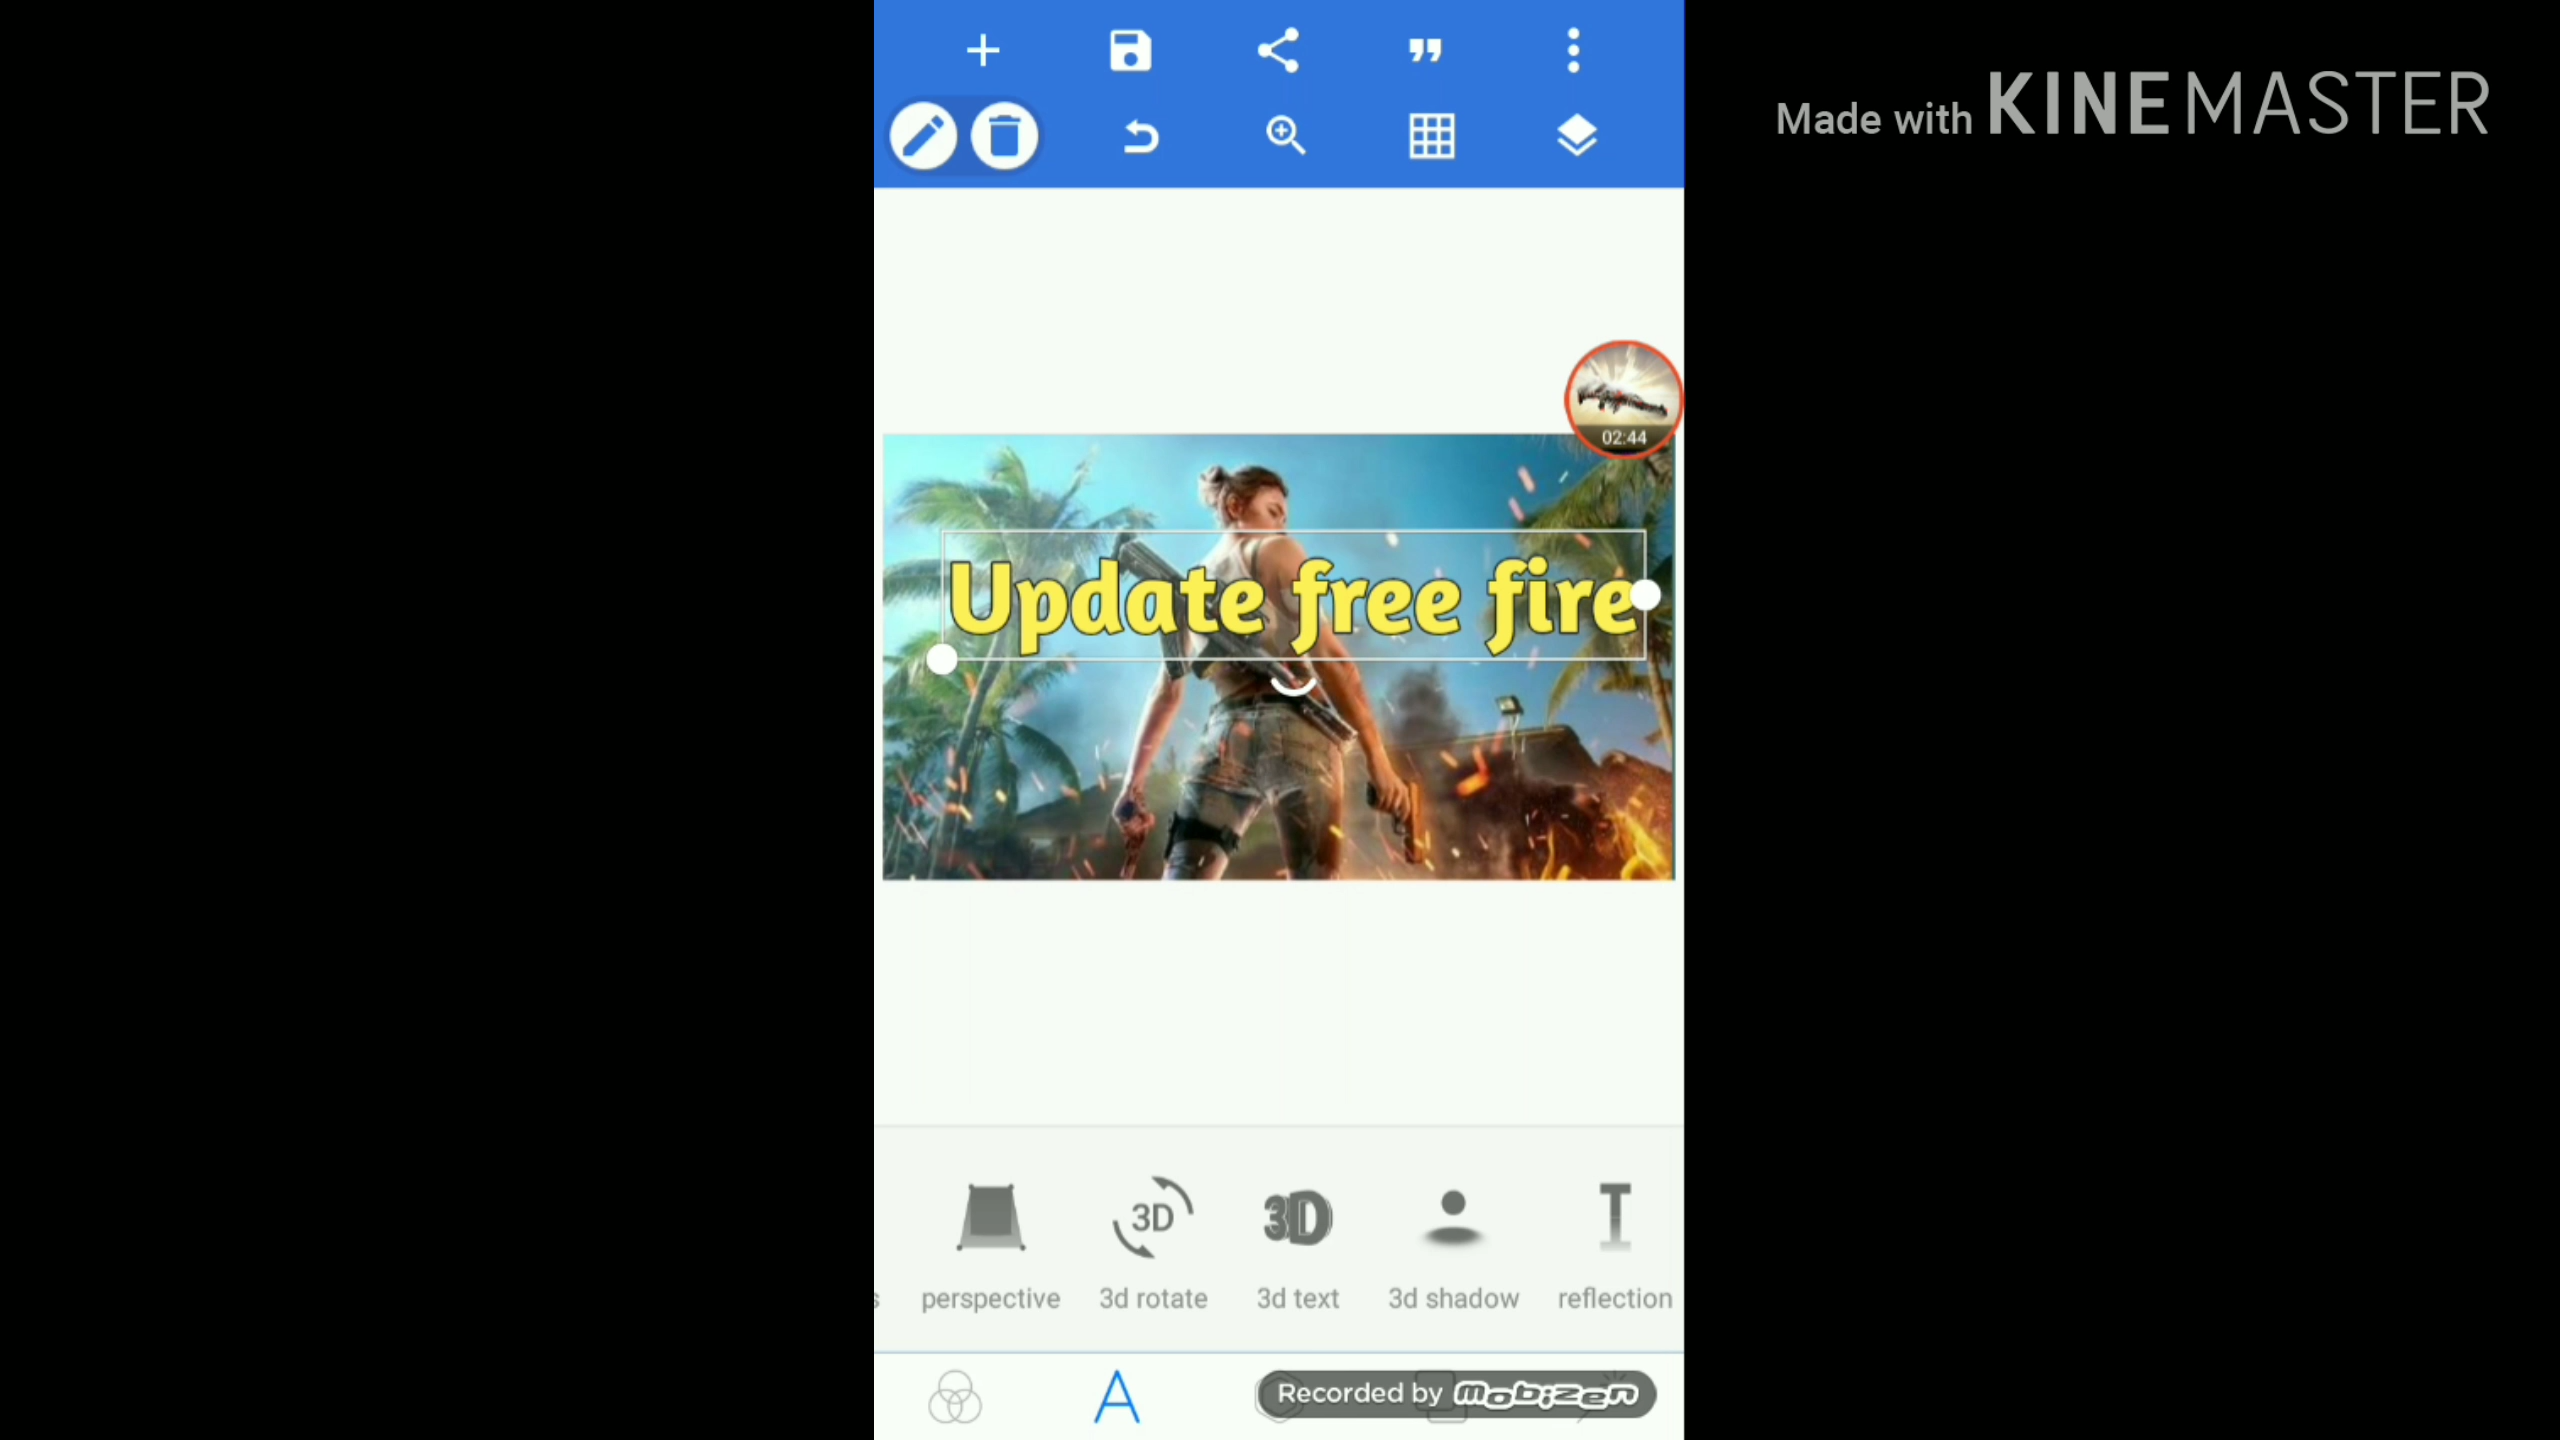 Made with KINEMASTER
02:44
Update free fire
3D
3D
perspective
3d rotate
3d text
3d shadow
reflection
Recorded by mobizen